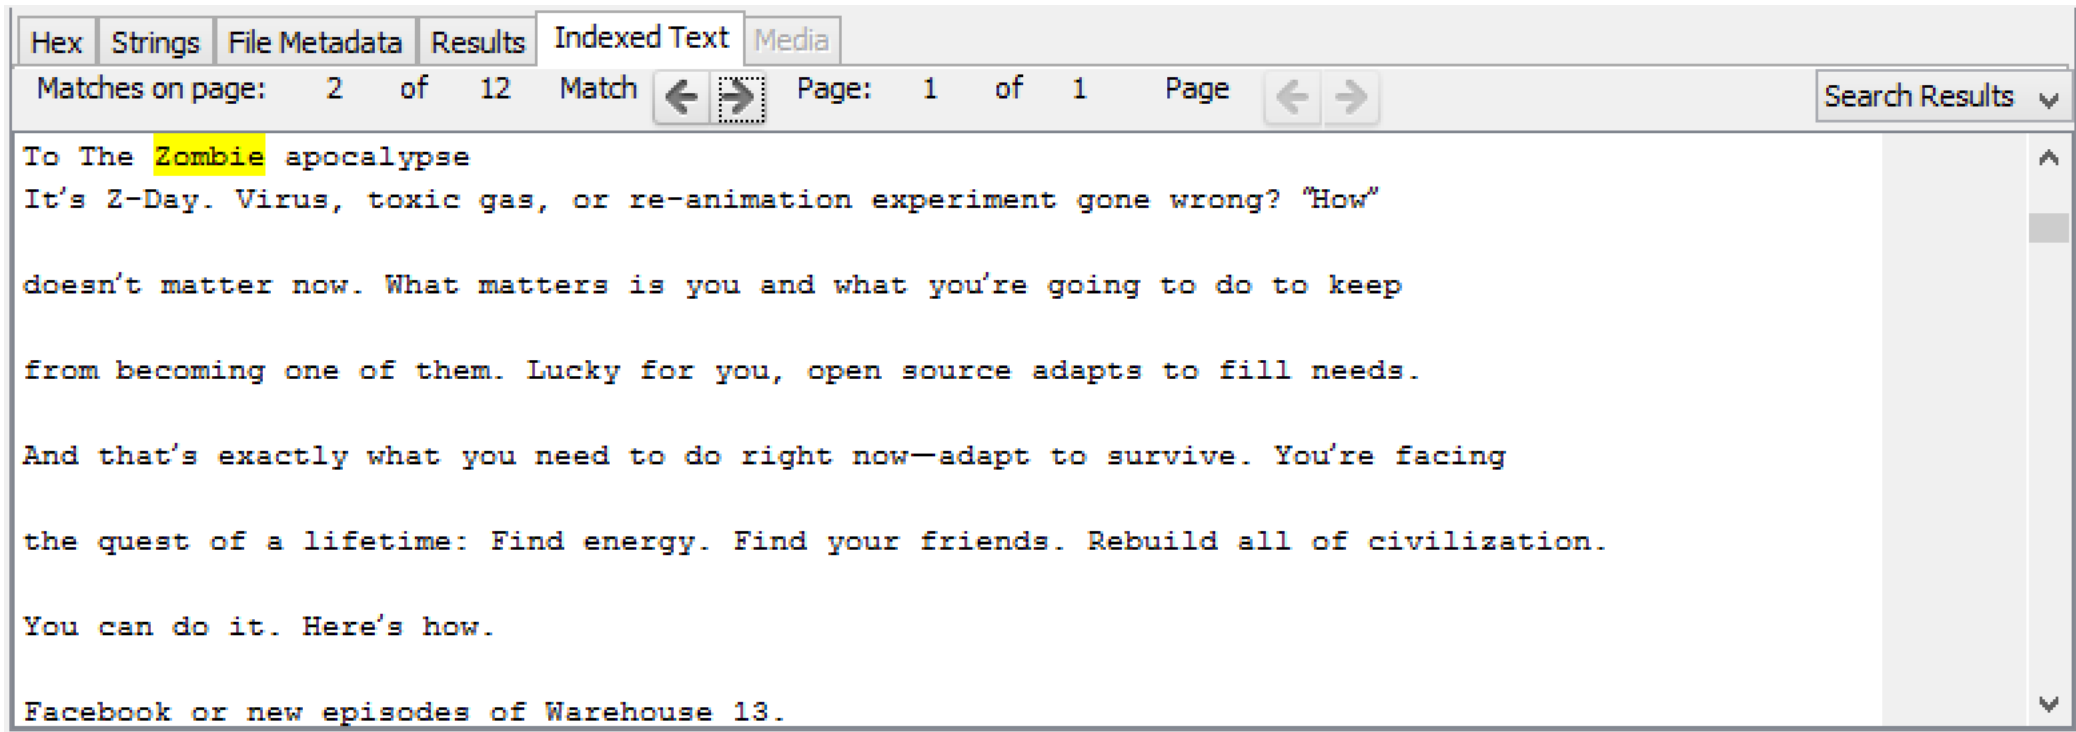 Hex Strings File Metadata Results Indexed Text Media
Matches on page: 2 of 12 Match Page: 1 of 1 Page Search Results
To The Zombie apocalypse
It's Z-Day. Virus, toxic gas, or re-animation experiment gone wrong? "How"
doesn't matter now. What matters is you and what you're going to do to keep
from becoming one of them. Lucky for you, open source adapts to fill needs.
And that's exactly what you need to do right now—adapt to survive. You're facing
the quest of a lifetime: Find energy. Find your friends. Rebuild all of civilization.
You can do it. Here's how.
Facebook or new episodes of Warehouse 13.